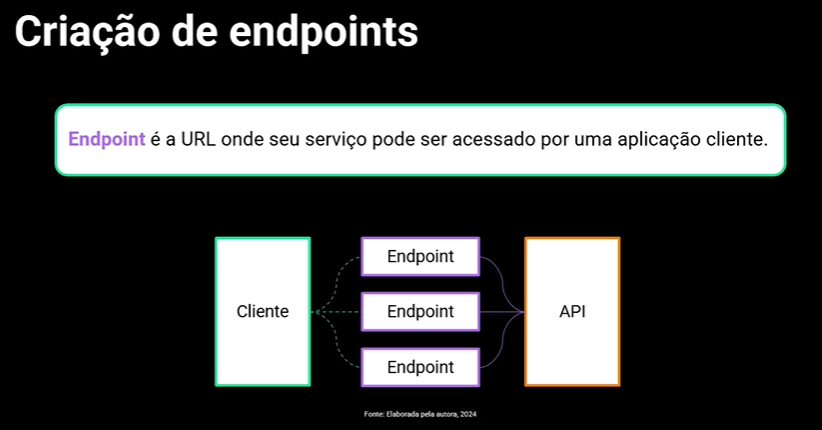 Criação de endpoints
Endpoint é a URL onde seu serviço pode ser acessado por uma aplicação cliente.
Endpoint
Cliente
Endpoint
API
Endpoint
Fonte: Elaborada pela autora, 2024